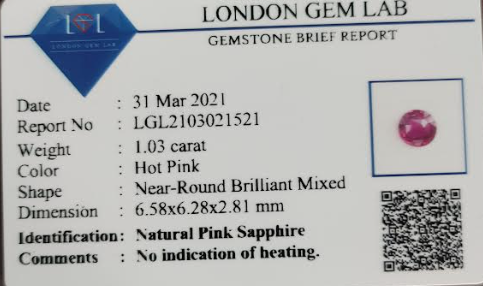 LONDON GEM LAB
GEMSTONE BRIEF REPORT
LGL
LONDON GEM LAB
Date : 31 Mar 2021
Report No : LGL2103021521
Weight : 1.03 carat
Color : Hot Pink
Shape : Near-Round Brilliant Mixed
Dimension : 6.58x6.28x2.81 mm
Identification: Natural Pink Sapphire
Comments : No indication of heating.